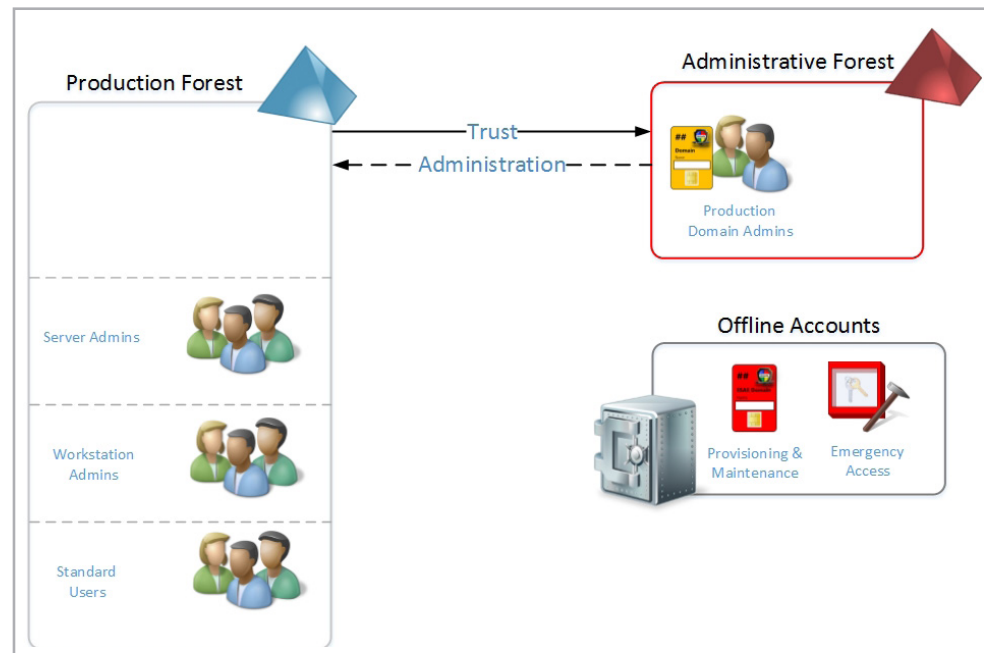 Production Forest
Administrative Forest
Trust
Administration
##
Domain
Production
Domain Admins
Server Admins
Workstation
Admins
Standard
Users
Offline Accounts
##
Provisioning &
Maintenance
Emergency
Access